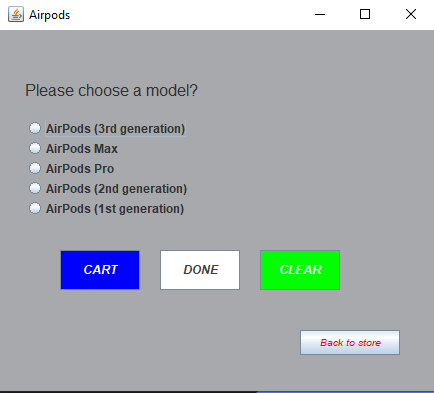 Airpods
Please choose a model?
AirPods (3rd generation)
AirPods Max
AirPods Pro
AirPods (2nd generation)
AirPods (1st generation)
CART DONE CLEAR
Back to store